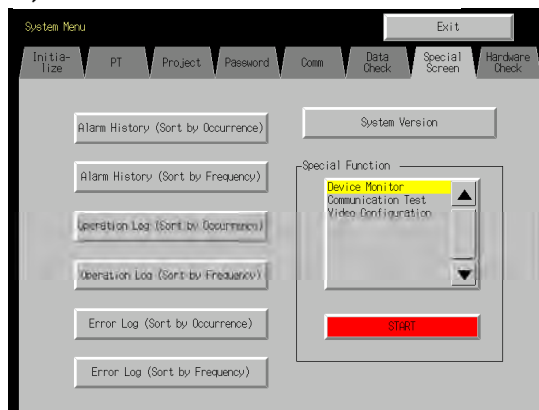 System Menu
Exit
Initia-
lize
PT
Project
Password
Comm
Data
Check
Special
Screen
Hardware
Check
Alarm History (Sort by Occurrence)
System Version
Alarm History (Sort by Frequency)
Special Function
Device Monitor
Communication Test
Video Configuration
Operation Log (Sort by Occurrence)
Operation Log (Sort by Frequency)
Error Log (Sort by Occurrence)
START
Error Log (Sort by Frequency)